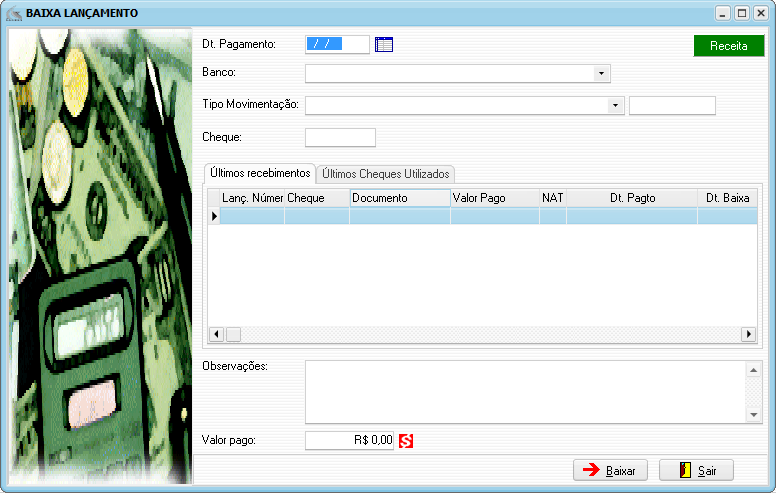 BAIXA LANÇAMENTO
Dt. Pagamento:
/ /
Receita
Banco:
Tipo Movimentação:
Cheque:
Últimos recebimentos
Últimos Cheques Utilizados
Lanç. Númer Cheque Documento Valor Pago NAT Dt. Pagto Dt. Baixa
Observações:
Valor pago:
R$ 0,00
$
Baixar
Sair